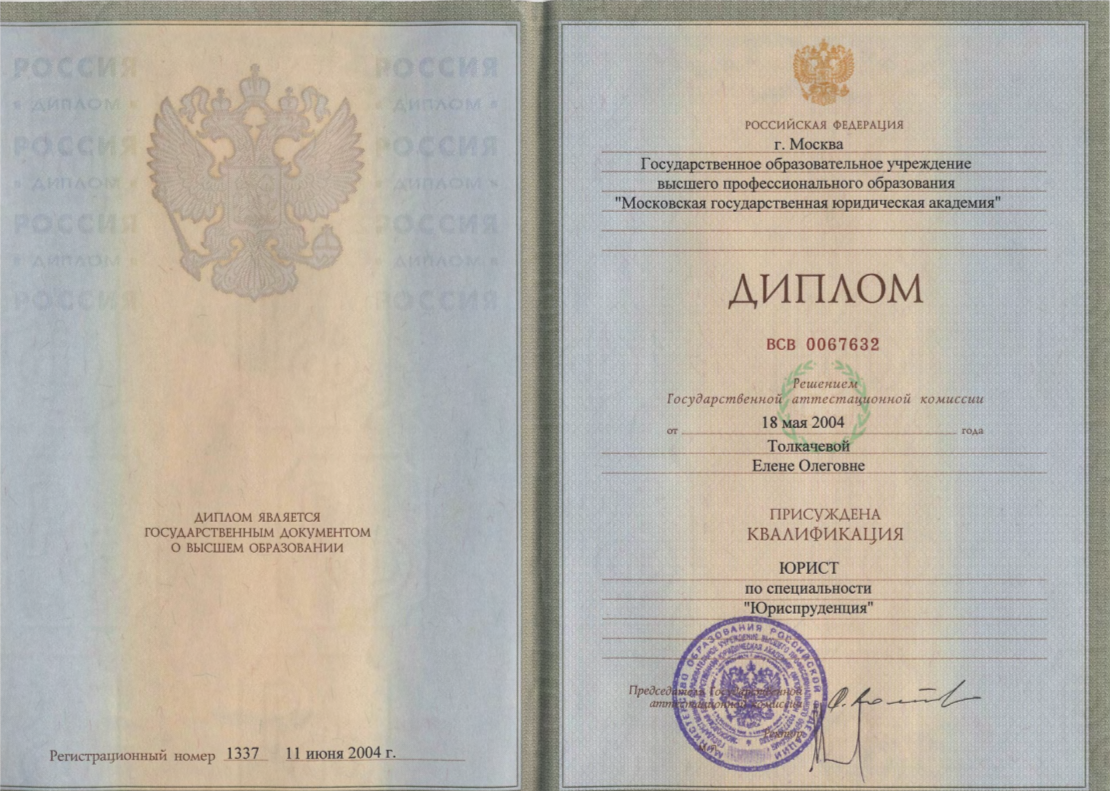 РОССИЯ РОССИЯ
« ДИПЛОМ « « ДИПЛОМ «
РОССИЯ РОССИЯ
« ДИПЛОМ « « ДИПЛОМ «
РОССИЯ РОССИЯ
« ДИПЛОМ « « ДИПЛОМ «
РОССИЯ РОССИЯ
ДИПЛОМ ЯВЛЯЕТСЯ
ГОСУДАРСТВЕННЫМ ДОКУМЕНТОМ
О ВЫСШЕМ ОБРАЗОВАНИИ
Регистрационный номер 1337 11 июня 2004 г.
РОССИЙСКАЯ ФЕДЕРАЦИЯ
г. Москва
Государственное образовательное учреждение
высшего профессионального образования
"Московская государственная юридическая академия"
ДИПЛОМ
ВСВ 0067632
Решением
Государственной аттестационной комиссии
от 18 мая 2004 года
Толкачевой
Елене Олеговне
ПРИСУЖДЕНА
КВАЛИФИКАЦИЯ
ЮРИСТ
по специальности
"Юриспруденция"
Председатель Государственной
аттестационной комиссии
Ректор